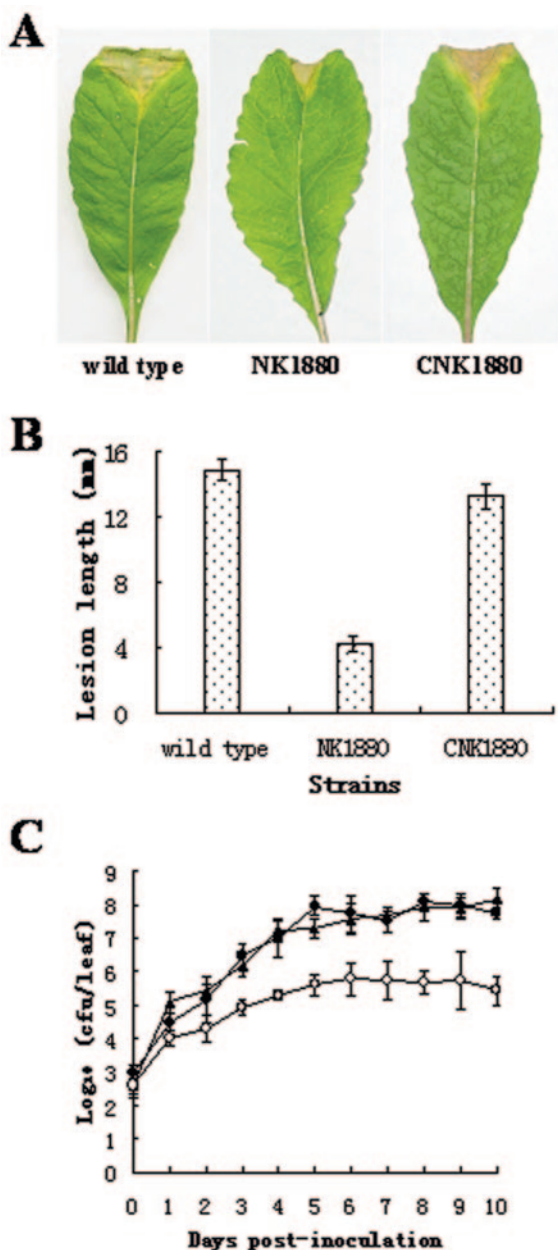 A
wild type NK1880 CNK1880
B
Lesion length (mm)
16
12
8
4
0
wild type NK1880 CNK1880
Strains
C
Log₁₀ (cfu/leaf)
9
8
7
6
5
4
3
2
1
0
0 1 2 3 4 5 6 7 8 9 10
Days post-inoculation